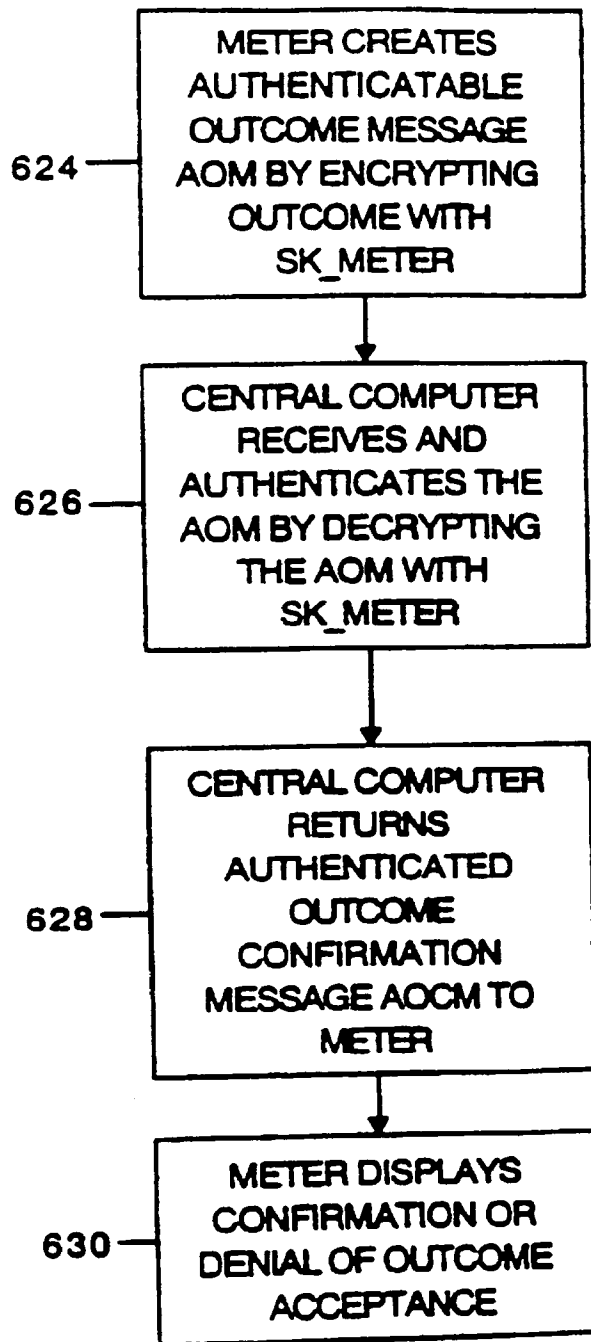 METER CREATES
AUTHENTICATABLE
OUTCOME MESSAGE
624
AOM BY ENCRYPTING
OUTCOME WITH
SK_METER
CENTRAL COMPUTER
RECEIVES AND
626
AUTHENTICATES THE
AOM BY DECRYPTING
THE AOM WITH
SK_METER
CENTRAL COMPUTER
RETURNS
AUTHENTICATED
628
OUTCOME
CONFIRMATION
MESSAGE AOCM TO
METER
METER DISPLAYS
CONFIRMATION OR
630
DENIAL OF OUTCOME
ACCEPTANCE